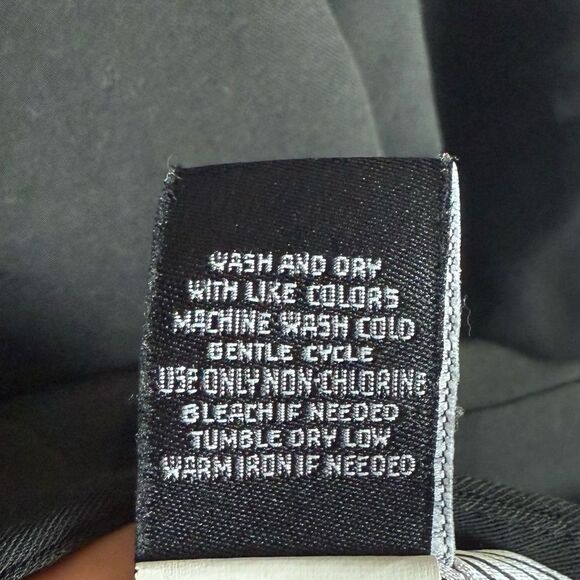 WASH AND DRY
WITH LIKE COLORS
MACHINE WASH COLD
GENTLE CYCLE
USE ONLY NON-CHLORINE
BLEACH IF NEEDED
TUMBLE DRY LOW
WARM IRON IF NEEDED